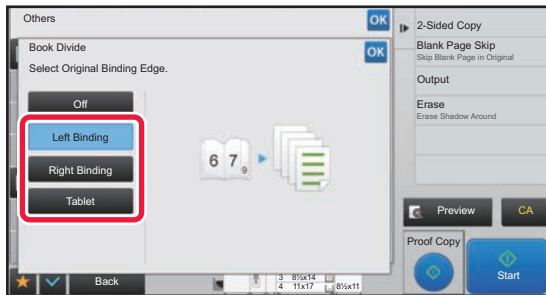 Others
OK
Book Divide
OK
Select Original Binding Edge.
Off
Left Binding
Right Binding
Tablet
6 7 9
Back
3 8½x14
4 11x17
8½x11
2-Sided Copy
Blank Page Skip
Skip Blank Page in Original
Output
Erase
Erase Shadow Around
Preview
CA
Proof Copy
Start